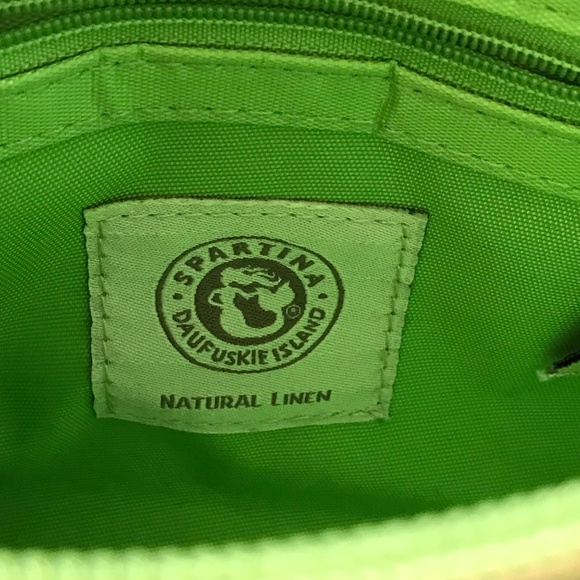 · SPARTINA ·
DAUFUSKIE ISLAND
©
NATURAL LINEN